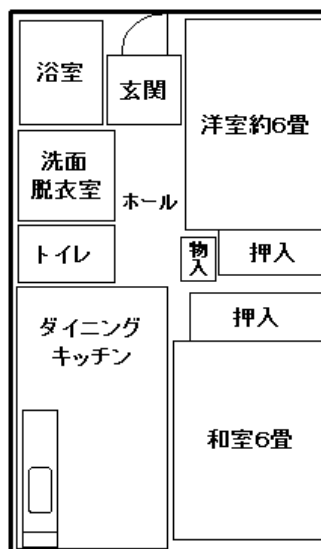 浴室
玄関
洋室約6畳
洗面
脱衣室
ホール
トイレ
物
入
押入
押入
ダイニング
キッチン
和室6畳